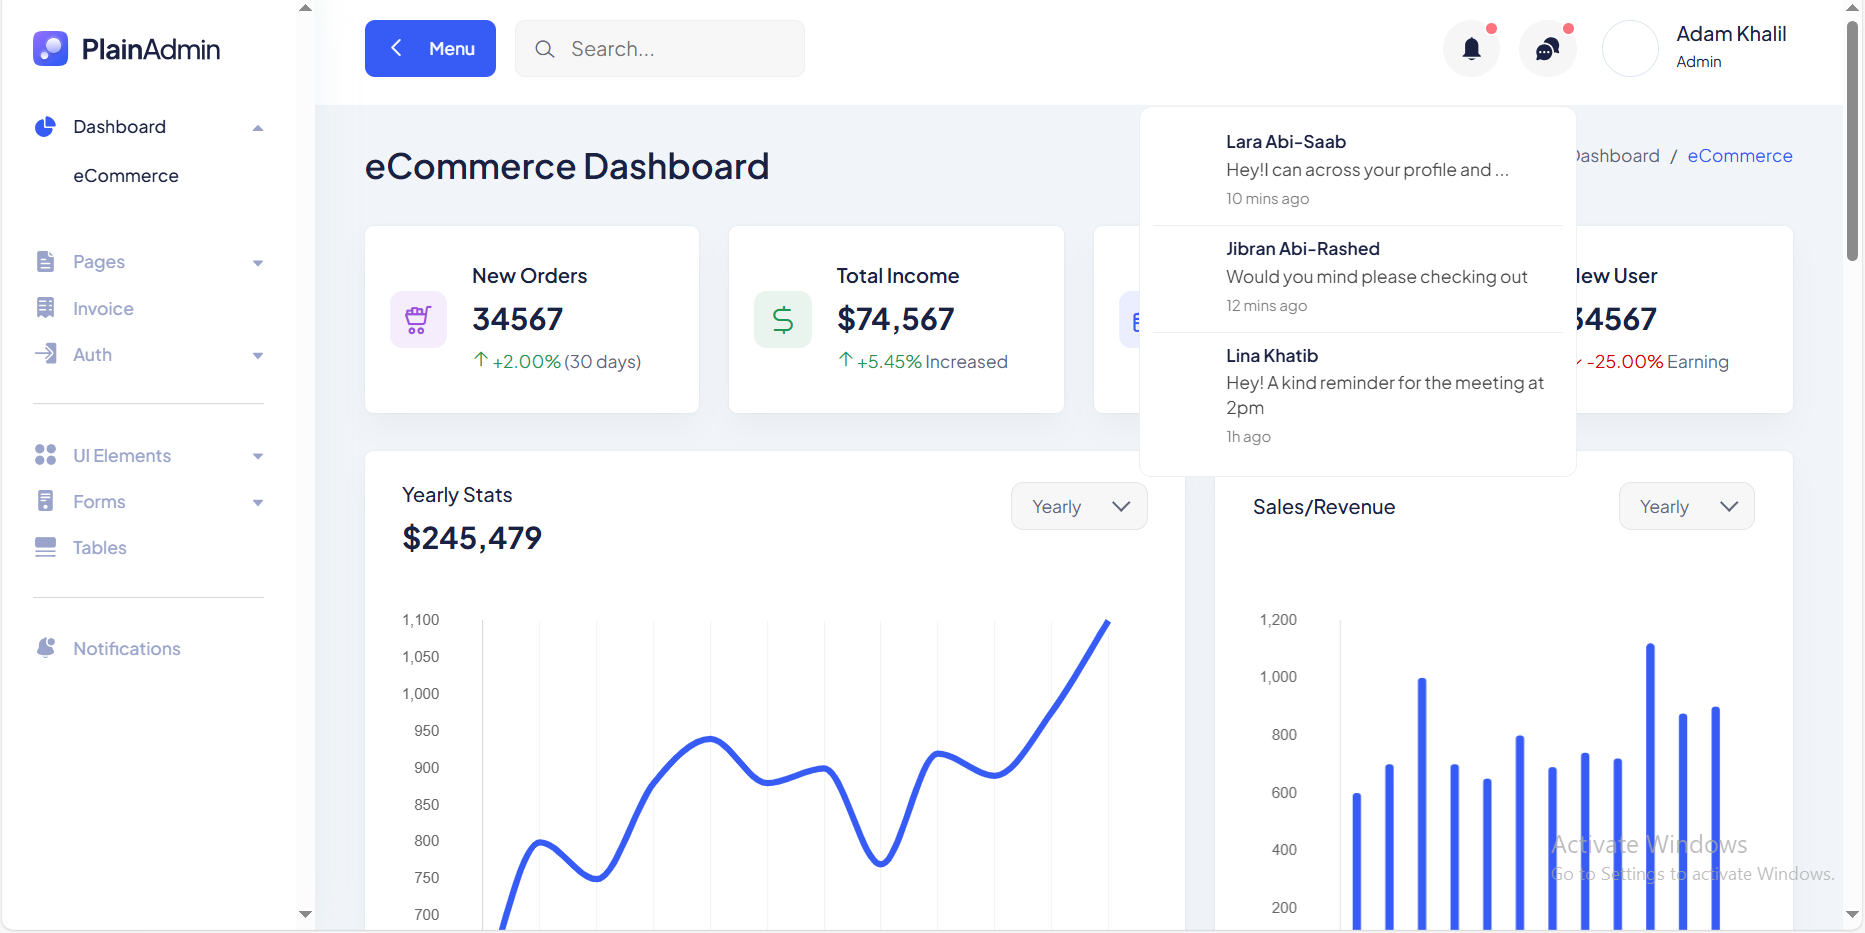 PlainAdmin
Menu
Search...
Adam Khalil
Admin
Dashboard
eCommerce
Pages
Invoice
Auth
UI Elements
Forms
Tables
Notifications
eCommerce Dashboard
Dashboard / eCommerce
Lara Abi-Saab
Hey!I can across your profile and ...
10 mins ago
Jibran Abi-Rashed
Would you mind please checking out
12 mins ago
Lina Khatib
Hey! A kind reminder for the meeting at
2pm
1h ago
New Orders
34567
+2.00% (30 days)
Total Income
$74,567
+5.45% Increased
New User
34567
-25.00% Earning
Yearly Stats
$245,479
Yearly
1,100
1,050
1,000
950
900
850
800
750
700
Sales/Revenue
Yearly
1,200
1,000
800
600
400
200
Activate Windows
Go to Settings to activate Windows.